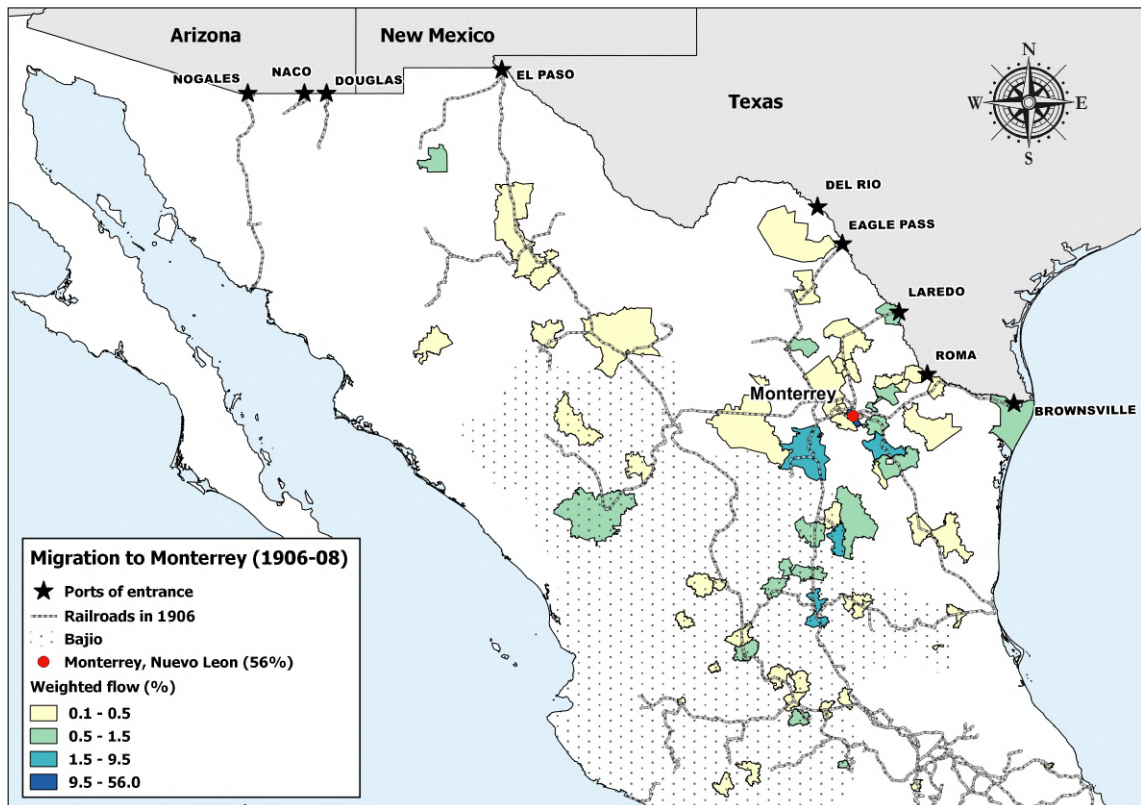 Arizona
New Mexico
NOGALES
NACO
DOUGLAS
EL PASO
Texas
N
W
E
S
DEL RIO
EAGLE PASS
LAREDO
ROMA
Monterrey
BROWNSVILLE
Migration to Monterrey (1906-08)
Ports of entrance
Railroads in 1906
Bajio
Monterrey, Nuevo Leon (56%)
Weighted flow (%)
0.1 - 0.5
0.5 - 1.5
1.5 - 9.5
9.5 - 56.0